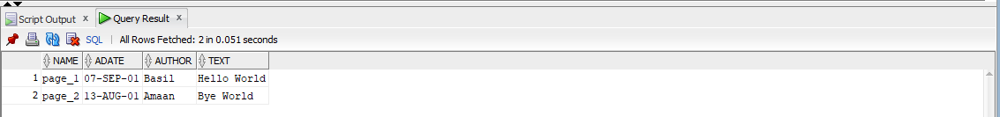 Script Output x Query Result x
SQL | All Rows Fetched: 2 in 0.051 seconds
NAME ADATE AUTHOR TEXT
1 page_1 07-SEP-01 Basil Hello World
2 page_2 13-AUG-01 Amaan Bye World